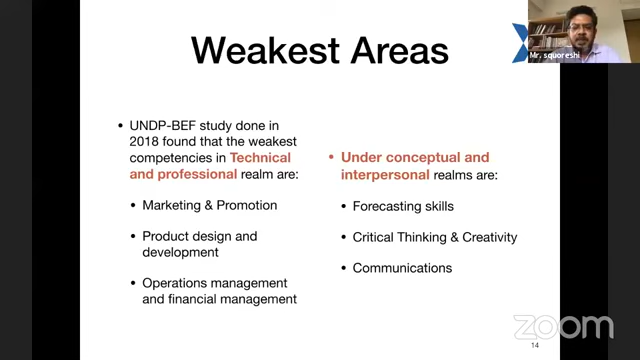 Weakest Areas
Mr. squoreshi
• UNDP-BEF study done in
2018 found that the weakest
competencies in Technical
and professional realm are:
• Marketing & Promotion
• Product design and
development
• Operations management
and financial management
• Under conceptual and
interpersonal realms are:
• Forecasting skills
• Critical Thinking & Creativity
• Communications
zoom
14